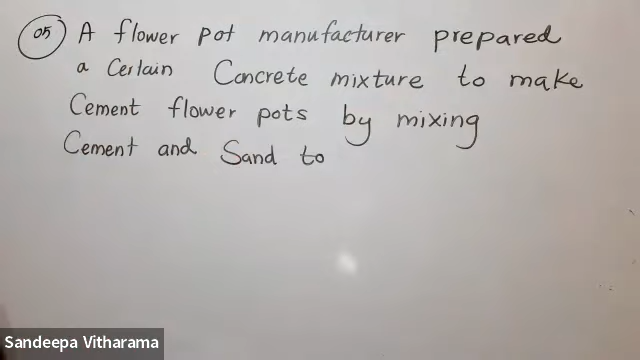 05 A flower pot manufacturer prepared
a Certain Concrete mixture to make
Cement flower pots by mixing
Cement and Sand to
Sandeepa Vitharama